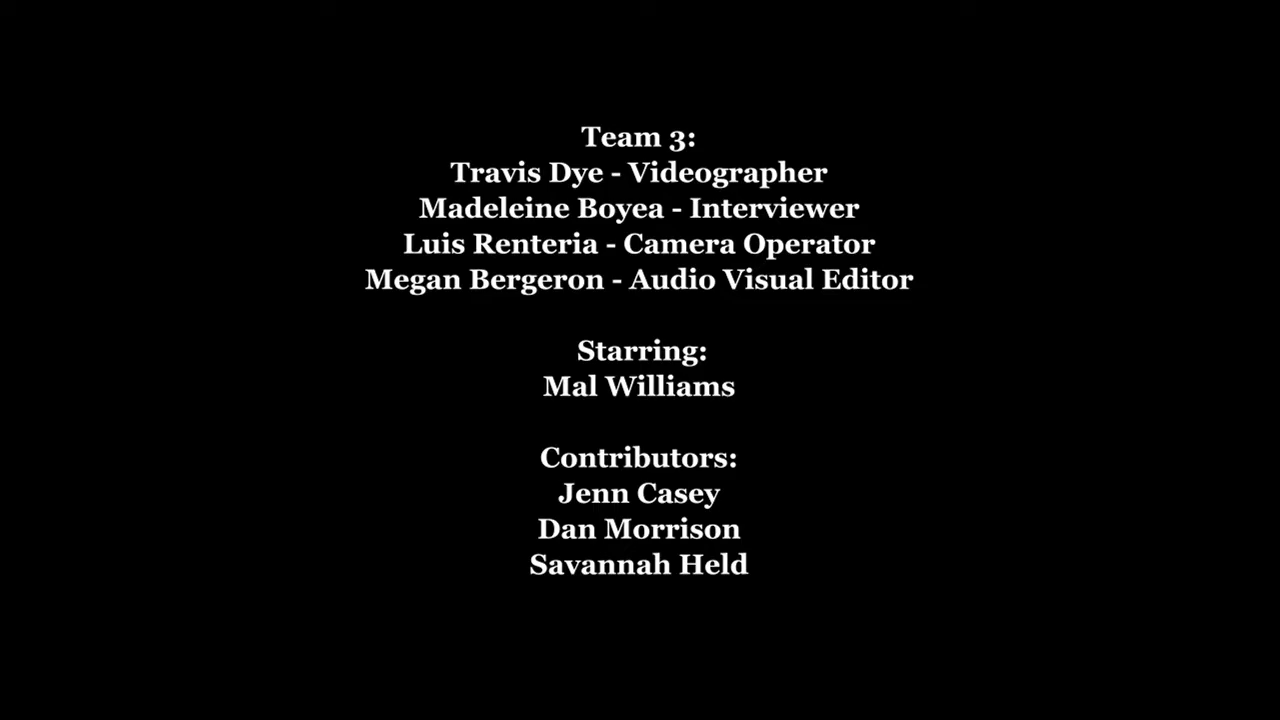 Team 3:
Travis Dye - Videographer
Madeleine Boyea - Interviewer
Luis Renteria - Camera Operator
Megan Bergeron - Audio Visual Editor
Starring:
Mal Williams
Contributors:
Jenn Casey
Dan Morrison
Savannah Held